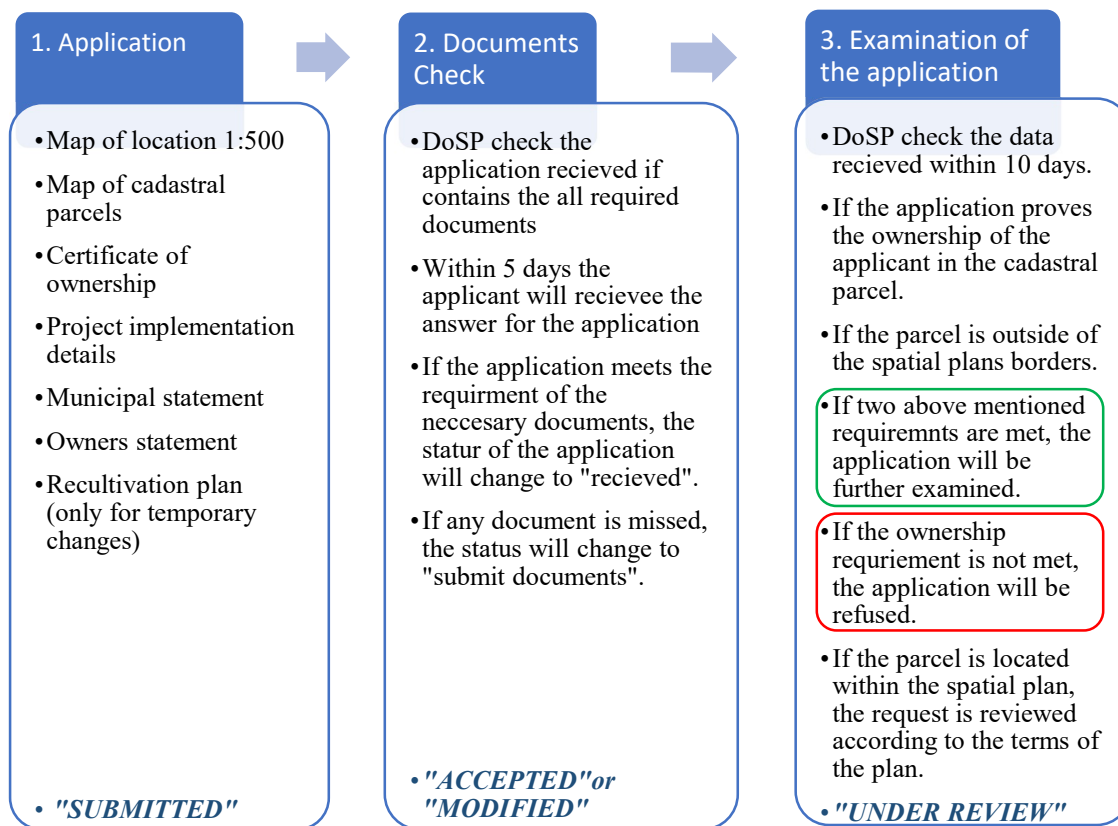 1. Application
•Map of location 1:500
•Map of cadastral
parcels
•Certificate of
ownership
•Project implementation
details
•Municipal statement
•Owners statement
•Recultivation plan
(only for temporary
changes)
• "SUBMITTED"
2. Documents
Check
•DoSP check the
application recieved if
contains the all required
documents
•Within 5 days the
applicant will recievee the
answer for the application
•If the application meets the
requirment of the
neccesary documents, the
statur of the application
will change to "recieved".
•If any document is missed,
the status will change to
"submit documents".
•"ACCEPTED"or
"MODIFIED"
3. Examination of
the application
•DoSP check the data
recieved within 10 days.
•If the application proves
the ownership of the
applicant in the cadastral
parcel.
•If the parcel is outside of
the spatial plans borders.
•If two above mentioned
requiremnts are met, the
application will be
further examined.
•If the ownership
requriement is not met,
the application will be
refused.
•If the parcel is located
within the spatial plan,
the request is reviewed
according to the terms of
the plan.
•"UNDER REVIEW"